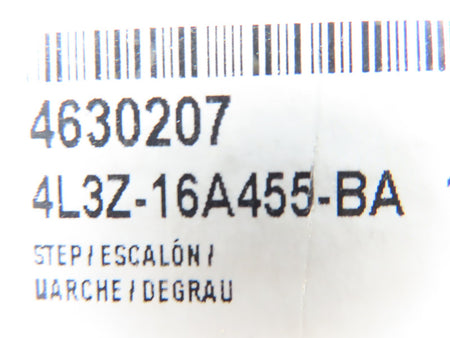 4630207
4L3Z-16A455-BA
STEP/ESCALÓN/
MARCHE/DEGRAU